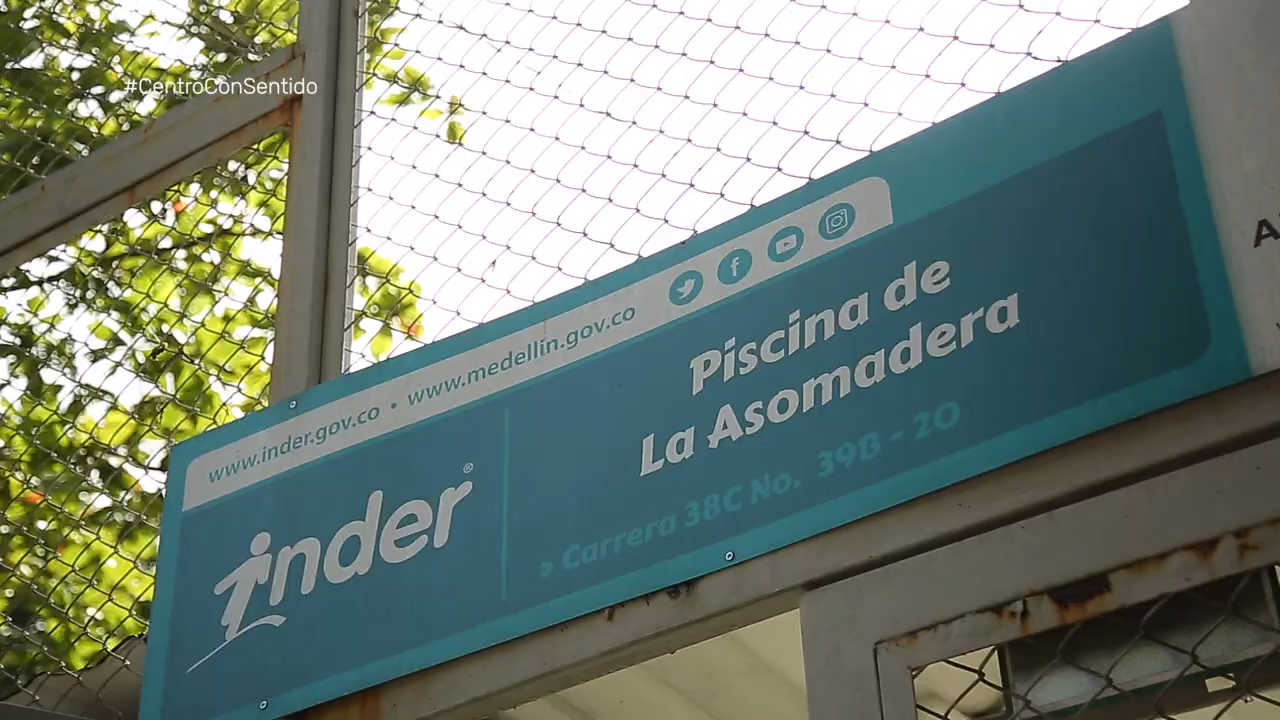 #CentroConSentido
www.inder.gov.co • www.medellin.gov.co
inder®
Piscina de
La Asomadera
> Carrera 38C No. 39B - 20